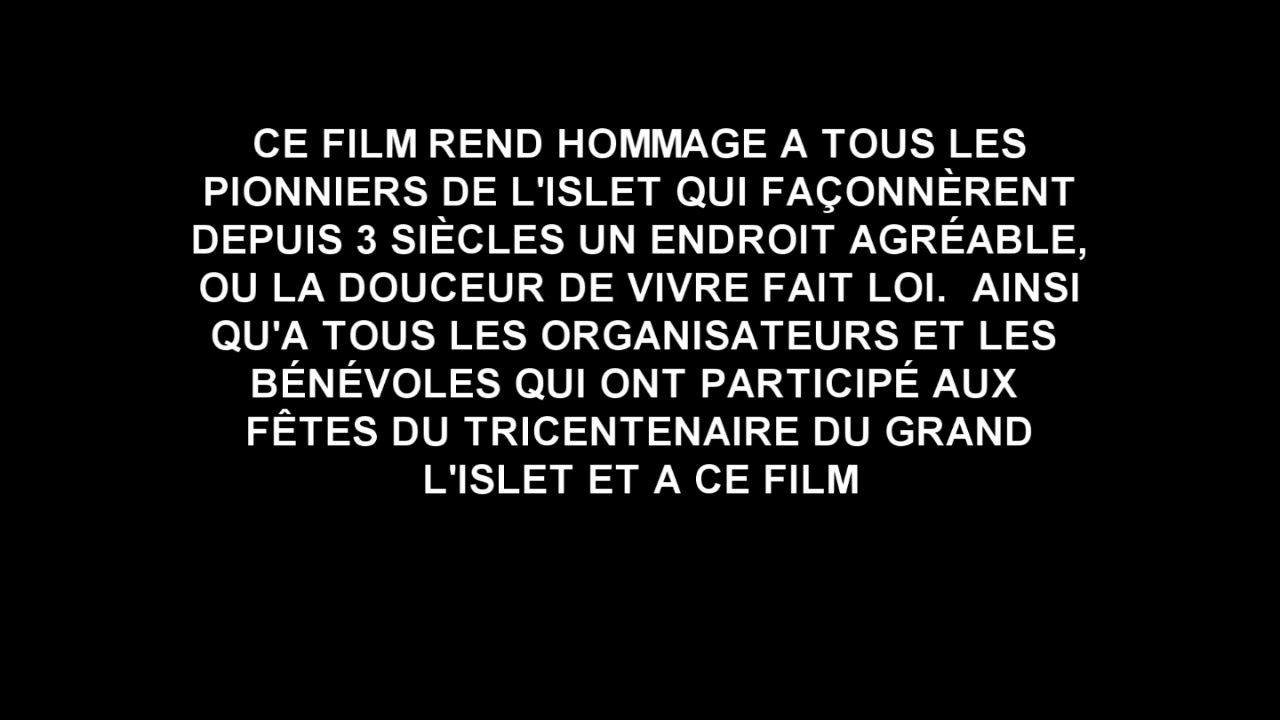 CE FILM REND HOMMAGE A TOUS LES
PIONNIERS DE L'ISLET QUI FAÇONNÈRENT
DEPUIS 3 SIÈCLES UN ENDROIT AGRÉABLE,
OU LA DOUCEUR DE VIVRE FAIT LOI.  AINSI
QU'A TOUS LES ORGANISATEURS ET LES
BÉNÉVOLES QUI ONT PARTICIPÉ AUX
FÊTES DU TRICENTENAIRE DU GRAND
L'ISLET ET A CE FILM